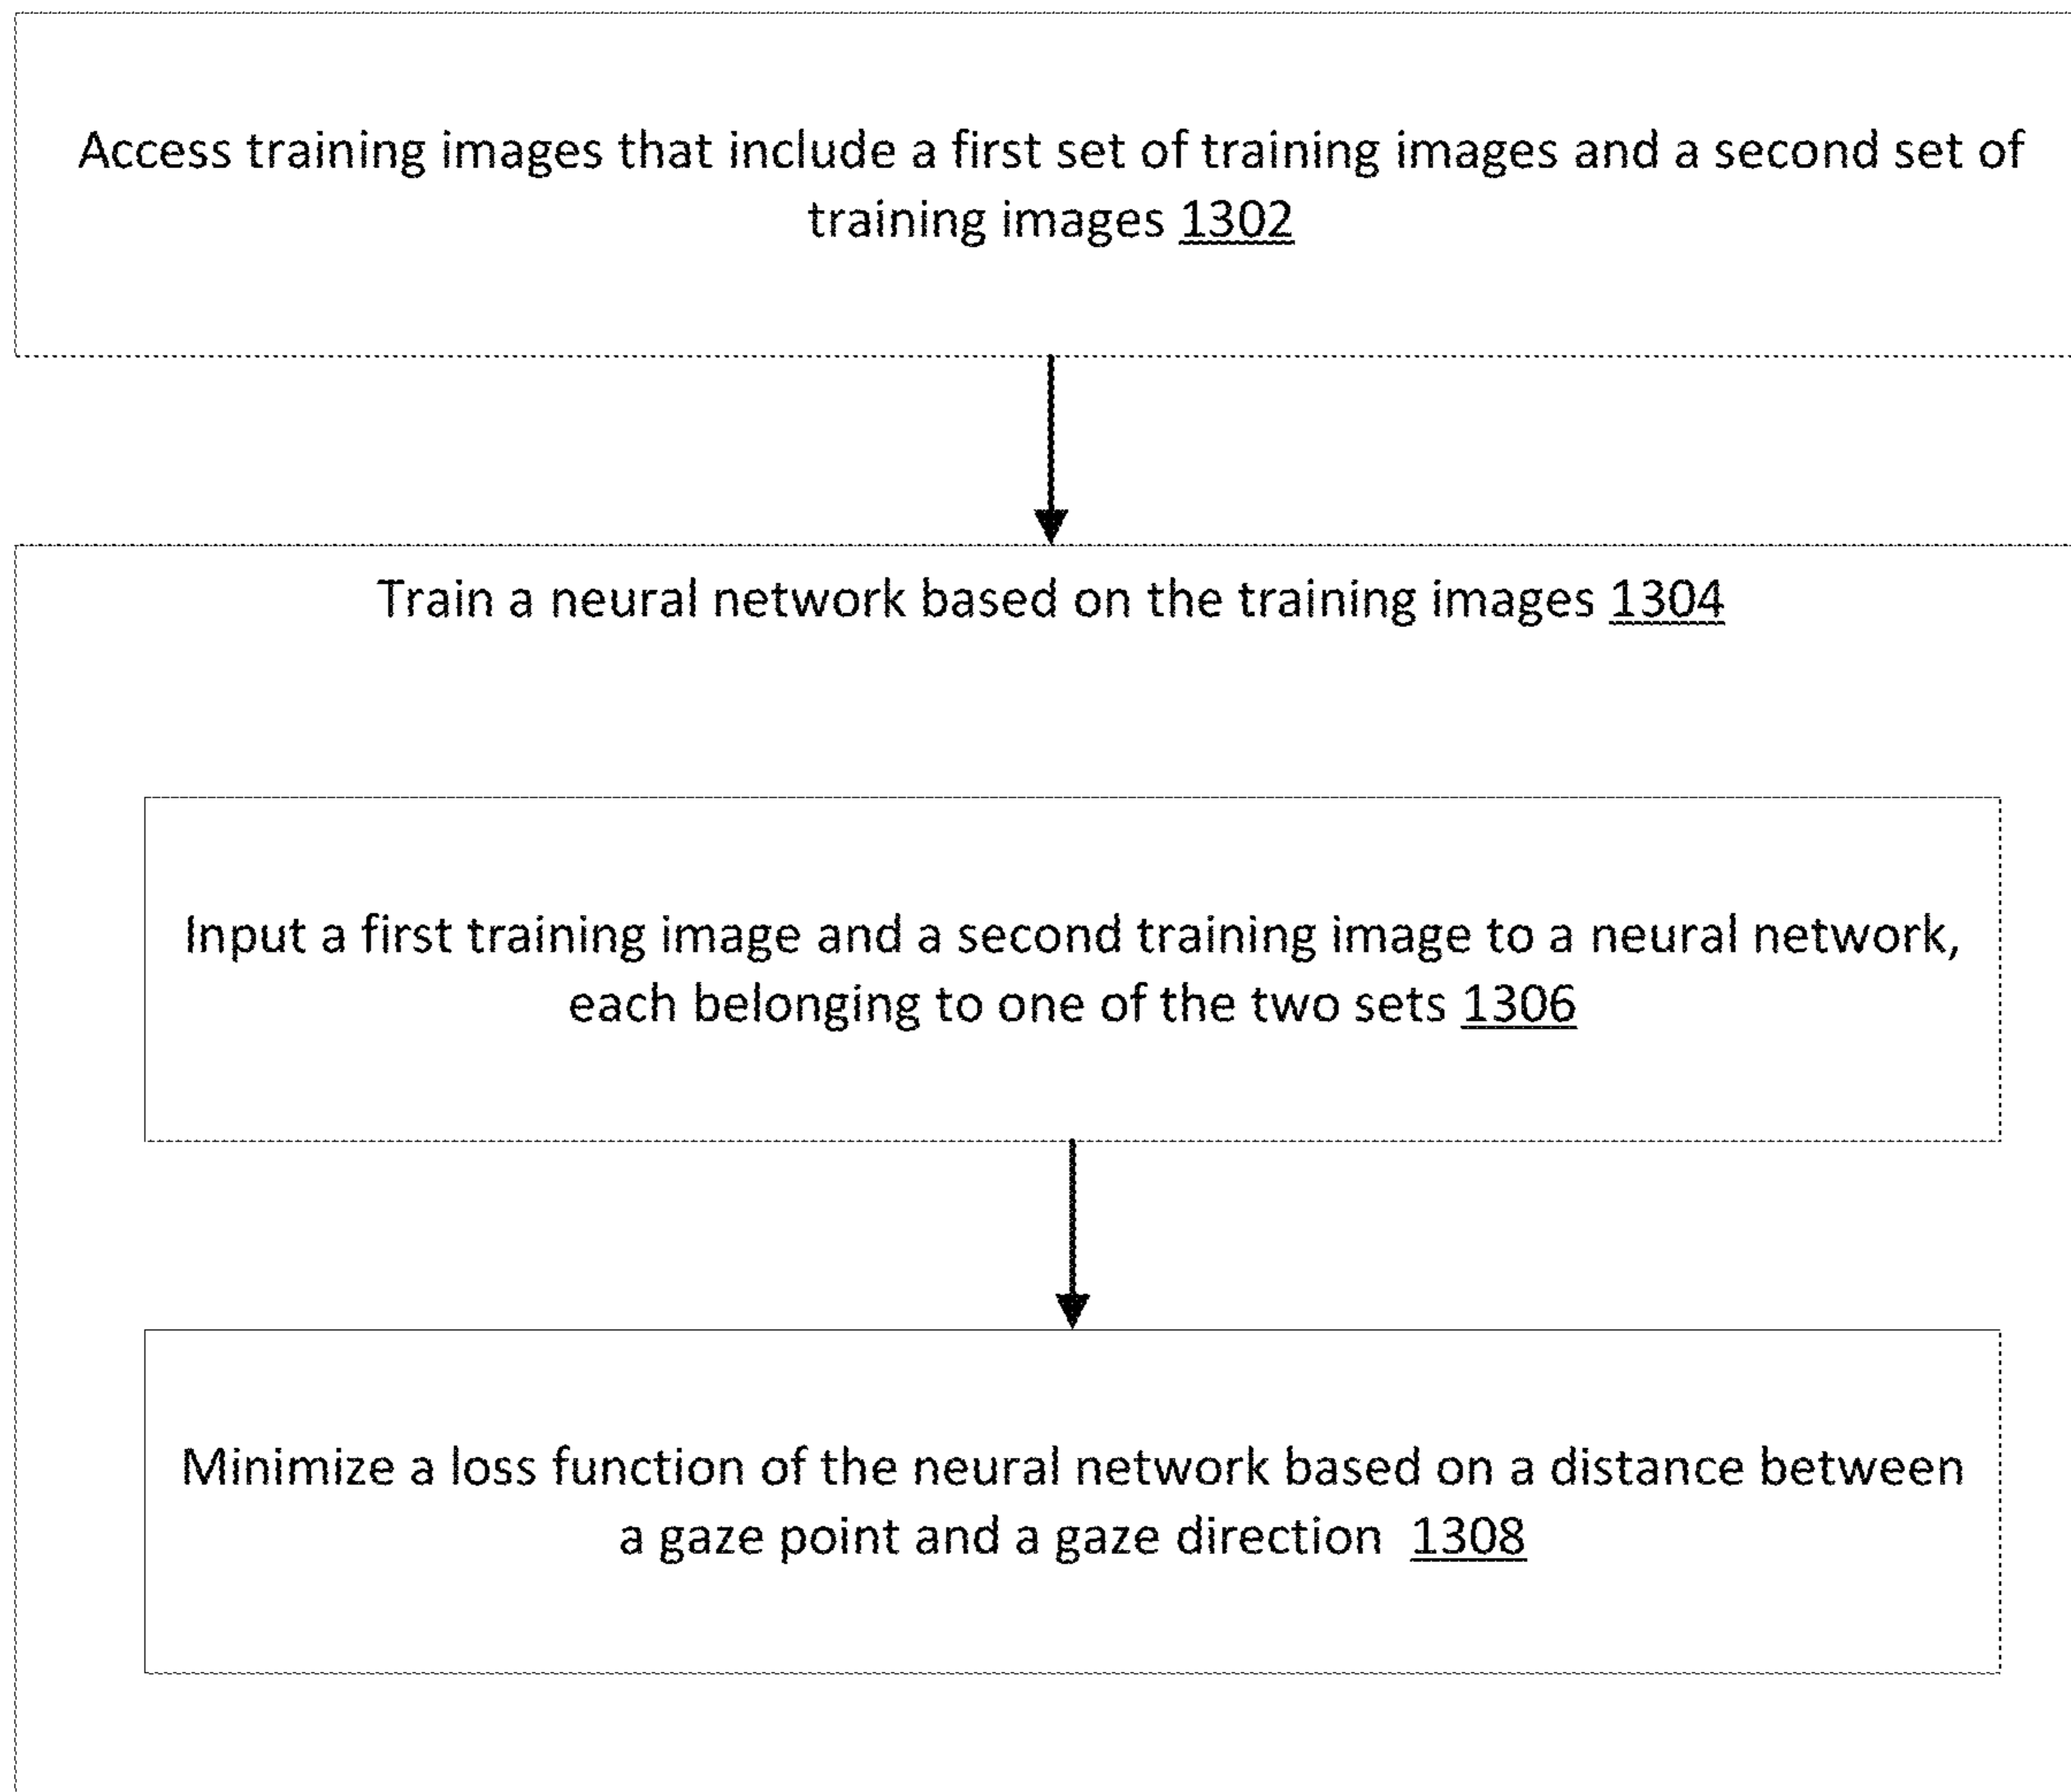 Access training images that include a first set of training images and a second set of
training images 1302
Train a neural network based on the training images 1304
Input a first training image and a second training image to a neural network,
each belonging to one of the two sets 1306
Minimize a loss function of the neural network based on a distance between
a gaze point and a gaze direction 1308